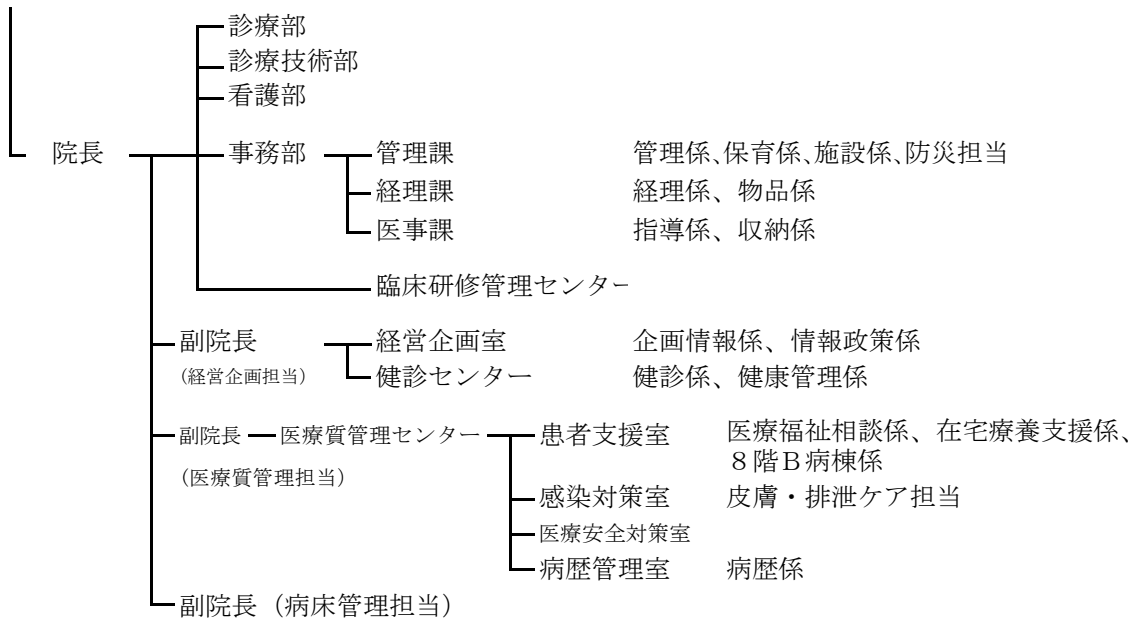 診療部
診療技術部
看護部
院長 事務部 管理課 管理係、保育係、施設係、防災担当
経理課 経理係、物品係
医事課 指導係、収納係
臨床研修管理センター
副院長 経営企画室 企画情報係、情報政策係
(経営企画担当) 健診センター 健診係、健康管理係
副院長 医療質管理センター 患者支援室 医療福祉相談係、在宅療養支援係、
(医療質管理担当) 8階B病棟係
感染対策室 皮膚・排泄ケア担当
医療安全対策室
病歴管理室 病歴係
副院長(病床管理担当)